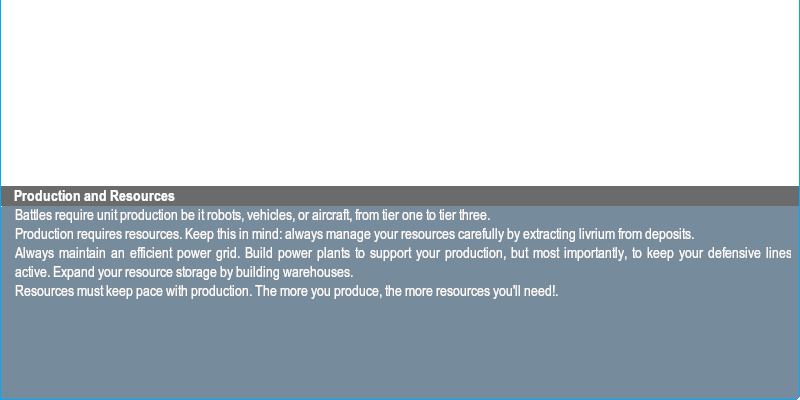 Production and Resources
Battles require unit production be it robots, vehicles, or aircraft, from tier one to tier three.
Production requires resources. Keep this in mind: always manage your resources carefully by extracting livrium from deposits.
Always maintain an efficient power grid. Build power plants to support your production, but most importantly, to keep your defensive lines
active. Expand your resource storage by building warehouses.
Resources must keep pace with production. The more you produce, the more resources you'll need!.